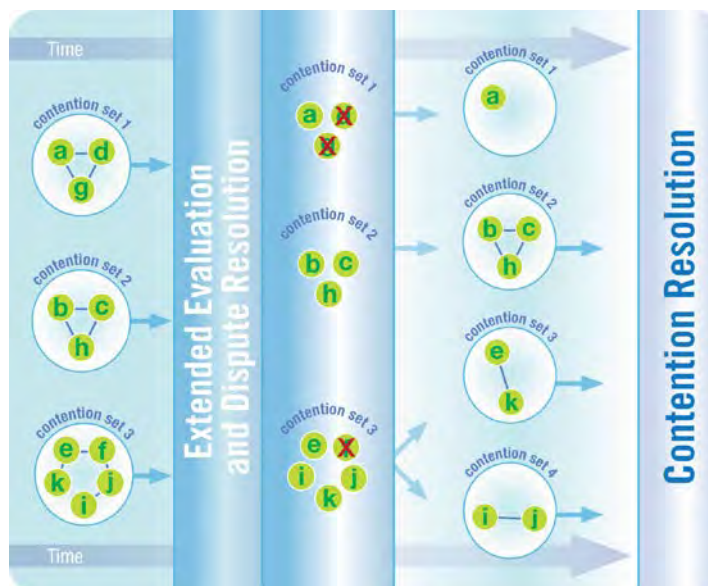 Time
contention set 1
a
d
g
contention set 2
b
c
h
contention set 3
e
f
k
j
i
Extended Evaluation
and Dispute Resolution
contention set 1
a
X
X
contention set 2
b
c
h
contention set 3
e
X
i
j
k
contention set 1
a
contention set 2
b
c
h
contention set 3
e
k
contention set 4
i
j
Contention Resolution
Time